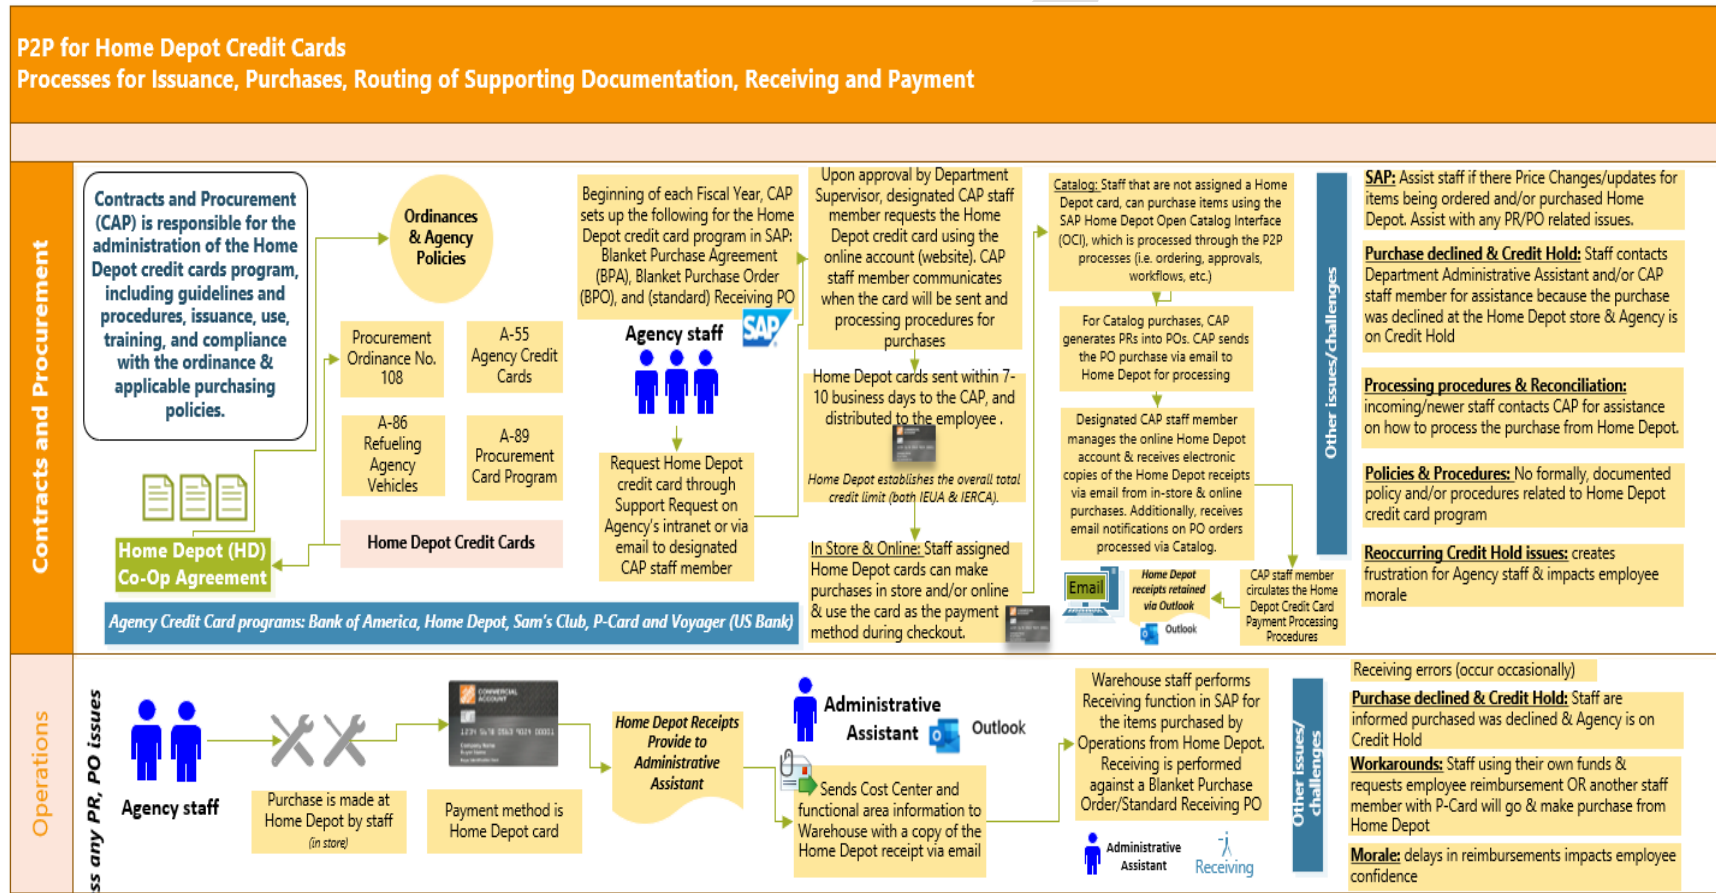 P2P for Home Depot Credit Cards
Processes for Issuance, Purchases, Routing of Supporting Documentation, Receiving and Payment
Contracts and Procurement
Contracts and Procurement
(CAP) is responsible for the
administration of the Home
Depot credit cards program,
including guidelines and
procedures, issuance, use,
training, and compliance
with the ordinance &
applicable purchasing
policies.
Ordinances
& Agency
Policies
Procurement
Ordinance No.
108
A-55
Agency Credit
Cards
A-86
Refueling
Agency
Vehicles
A-89
Procurement
Card Program
Home Depot (HD)
Co-Op Agreement
Home Depot Credit Cards
Agency Credit Card programs: Bank of America, Home Depot, Sam's Club, P-Card and Voyager (US Bank)
Beginning of each Fiscal Year, CAP
sets up the following for the Home
Depot credit card program in SAP:
Blanket Purchase Agreement
(BPA), Blanket Purchase Order
(BPO), and (standard) Receiving PO
SAP
Agency staff
Request Home Depot
credit card through
Support Request on
Agency's intranet or via
email to designated
CAP staff member
Upon approval by Department
Supervisor, designated CAP staff
member requests the Home
Depot credit card using the
online account (website). CAP
staff member communicates
when the card will be sent and
processing procedures for
purchases
Home Depot cards sent within 7-
10 business days to the CAP, and
distributed to the employee .
Home Depot establishes the overall total
credit limit (both IEUA & IERCA).
In Store & Online: Staff assigned
Home Depot cards can make
purchases in store and/or online
& use the card as the payment
method during checkout.
Catalog: Staff that are not assigned a Home
Depot card, can purchase items using the
SAP Home Depot Open Catalog Interface
(OCI), which is processed through the P2P
processes (i.e. ordering, approvals,
workflows, etc.)
For Catalog purchases, CAP
generates PRs into POs. CAP sends
the PO purchase via email to
Home Depot for processing
Designated CAP staff member
manages the online Home Depot
account & receives electronic
copies of the Home Depot receipts
via email from in-store & online
purchases. Additionally, receives
email notifications on PO orders
processed via Catalog.
Email
Home Depot
receipts retained
via Outlook
Outlook
CAP staff member
circulates the Home
Depot Credit Card
Payment Processing
Procedures
Other issues/challenges
SAP: Assist staff if there Price Changes/updates for
items being ordered and/or purchased Home
Depot. Assist with any PR/PO related issues.
Purchase declined & Credit Hold: Staff contacts
Department Administrative Assistant and/or CAP
staff member for assistance because the purchase
was declined at the Home Depot store & Agency is
on Credit Hold
Processing procedures & Reconciliation:
incoming/newer staff contacts CAP for assistance
on how to process the purchase from Home Depot.
Policies & Procedures: No formally, documented
policy and/or procedures related to Home Depot
credit card program
Reoccurring Credit Hold issues: creates
frustration for Agency staff & impacts employee
morale
Operations
ss any PR, PO issues
Agency staff
Purchase is made at
Home Depot by staff
(in store)
COMMERCIAL
ACCOUNT
Payment method is
Home Depot card
Home Depot Receipts
Provide to
Administrative
Assistant
Administrative
Assistant
Outlook
Sends Cost Center and
functional area information to
Warehouse with a copy of the
Home Depot receipt via email
Warehouse staff performs
Receiving function in SAP for
the items purchased by
Operations from Home Depot.
Receiving is performed
against a Blanket Purchase
Order/Standard Receiving PO
Administrative
Assistant
Receiving
Other issues/
challenges
Receiving errors (occur occasionally)
Purchase declined & Credit Hold: Staff are
informed purchased was declined & Agency is on
Credit Hold
Workarounds: Staff using their own funds &
requests employee reimbursement OR another staff
member with P-Card will go & make purchase from
Home Depot
Morale: delays in reimbursements impacts employee
confidence